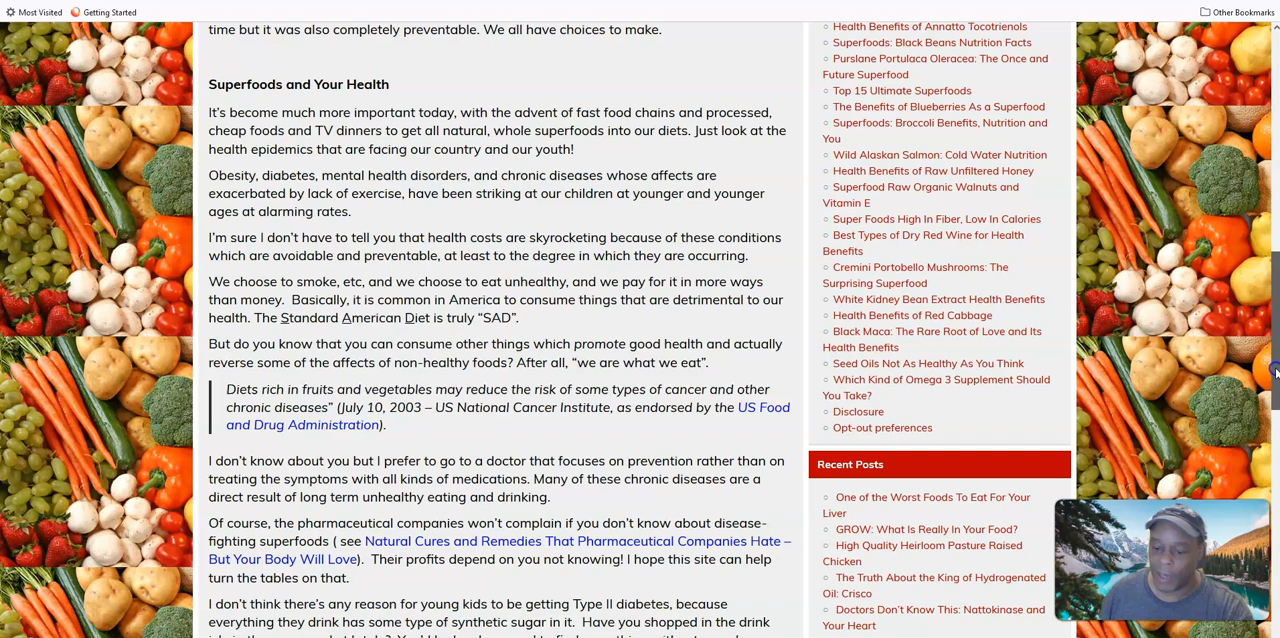 Most Visited
Getting Started
Other Bookmarks
time but it was also completely preventable. We all have choices to make.
Superfoods and Your Health
It's become much more important today, with the advent of fast food chains and processed,
cheap foods and TV dinners to get all natural, whole superfoods into our diets. Just look at the
health epidemics that are facing our country and our youth!
Obesity, diabetes, mental health disorders, and chronic diseases whose affects are
exacerbated by lack of exercise, have been striking at our children at younger and younger
ages at alarming rates.
I'm sure I don't have to tell you that health costs are skyrocketing because of these conditions
which are avoidable and preventable, at least to the degree in which they are occurring.
We choose to smoke, etc, and we choose to eat unhealthy, and we pay for it in more ways
than money.  Basically, it is common in America to consume things that are detrimental to our
health. The Standard American Diet is truly “SAD”.
But do you know that you can consume other things which promote good health and actually
reverse some of the affects of non-healthy foods? After all, “we are what we eat”.
Diets rich in fruits and vegetables may reduce the risk of some types of cancer and other
chronic diseases” (July 10, 2003 – US National Cancer Institute, as endorsed by the US Food
and Drug Administration).
I don't know about you but I prefer to go to a doctor that focuses on prevention rather than on
treating the symptoms with all kinds of medications. Many of these chronic diseases are a
direct result of long term unhealthy eating and drinking.
Of course, the pharmaceutical companies won't complain if you don't know about disease-
fighting superfoods ( see Natural Cures and Remedies That Pharmaceutical Companies Hate –
But Your Body Will Love).  Their profits depend on you not knowing! I hope this site can help
turn the tables on that.
I don't think there's any reason for young kids to be getting Type II diabetes, because
everything they drink has some type of synthetic sugar in it.  Have you shopped in the drink
Health Benefits of Annatto Tocotrienols
Superfoods: Black Beans Nutrition Facts
Purslane Portulaca Oleracea: The Once and
Future Superfood
Top 15 Ultimate Superfoods
The Benefits of Blueberries As a Superfood
Superfoods: Broccoli Benefits, Nutrition and
You
Wild Alaskan Salmon: Cold Water Nutrition
Health Benefits of Raw Unfiltered Honey
Superfood Raw Organic Walnuts and
Vitamin E
Super Foods High In Fiber, Low In Calories
Best Types of Dry Red Wine for Health
Benefits
Cremini Portobello Mushrooms: The
Surprising Superfood
White Kidney Bean Extract Health Benefits
Health Benefits of Red Cabbage
Black Maca: The Rare Root of Love and Its
Health Benefits
Seed Oils Not As Healthy As You Think
Which Kind of Omega 3 Supplement Should
You Take?
Disclosure
Opt-out preferences
Recent Posts
One of the Worst Foods To Eat For Your
Liver
GROW: What Is Really In Your Food?
High Quality Heirloom Pasture Raised
Chicken
The Truth About the King of Hydrogenated
Oil: Crisco
Doctors Don't Know This: Nattokinase and
Your Heart